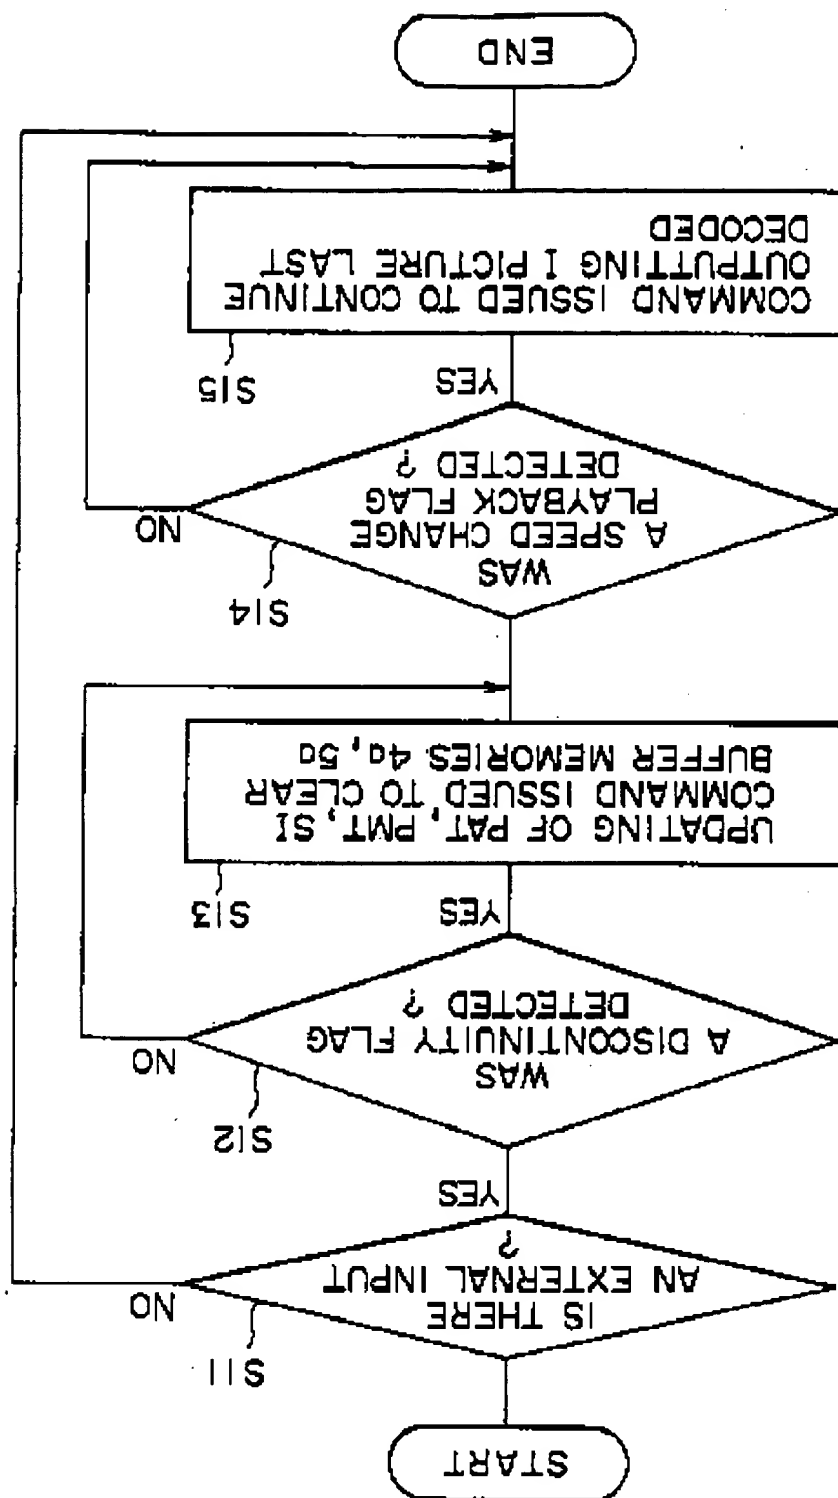 START
S11
IS THERE
AN EXTERNAL INPUT
?
NO
YES
S12
WAS
A DISCONTINUITY FLAG
DETECTED ?
NO
YES
S13
UPDATING OF PAT, PMT, SI
COMMAND ISSUED TO CLEAR
BUFFER MEMORIES 4a, 5a
S14
WAS
A SPEED CHANGE
PLAYBACK FLAG
DETECTED ?
NO
YES
S15
COMMAND ISSUED TO CONTINUE
OUTPUTTING I PICTURE LAST
DECODED
END